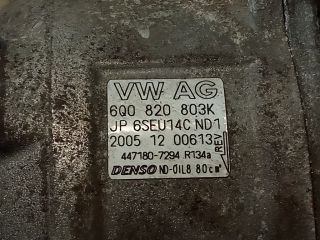 VW AG
6Q0 820 803K
JP 6SEU14C ND1
2005 12 00613
REV
447180-7294 R134a
DENSO ND-OIL8 80cm³